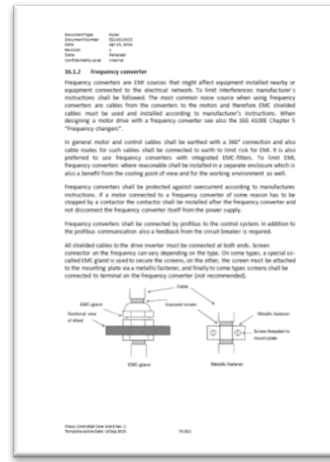 Document type Rules
Document Number
Date Apr 14, 2016
Revision 1
State Released
Confidentiality Level Internal
16.1.2 Frequency converter
Frequency converters are EMI sources that might affect equipment installed nearby or
equipment connected to the electrical network. To limit interferences manufacturer's
instructions shall be followed. The most common noise source when using frequency
converters are cables from the converters to the motors and therefore EMC shielded
cables must be used and installed according to manufacturer's instructions. When
designing a motor drive with a frequency converter see also the SSG 4100E Chapter 5
"Frequency changers".
In general motor and control cables shall be earthed with a 360° connection and also
cable routes for such cables shall be connected to earth to limit risk for EMI. It is also
preferred to use frequency converters with integrated EMC-filters. To limit EMI,
frequency converters where reasonable shall be installed in a separate enclosure which is
also a benefit from the cooling point of view and for the working environment as well.
Frequency converters shall be protected against overcurrent according to manufactures
instructions. If a motor connected to a frequency converter of some reason has to be
stopped by a contactor the contactor shall be installed after the frequency converter and
not disconnect the frequency converter itself from the power supply.
Frequency converters shall be connected by profibus to the control system. In addition to
the profibus communication also a feedback from the circuit breaker is required.
All shielded cables to the drive inverter must be connected at both ends. Screen
connector on the frequency can vary depending on the type. On some types, a special so-
called EMC gland is used to secure the screens, on the other, the screen must be attached
to the mounting plate via a metallic fastener, and finally to some types screens shall be
connected to terminal on the frequency converter (not recommended).
Cable
EMC-gland Exposed screen Metallic fastener
Sectional view
of sheet
Screw threaded to
mount plate
EMC-gland Metallic fastener